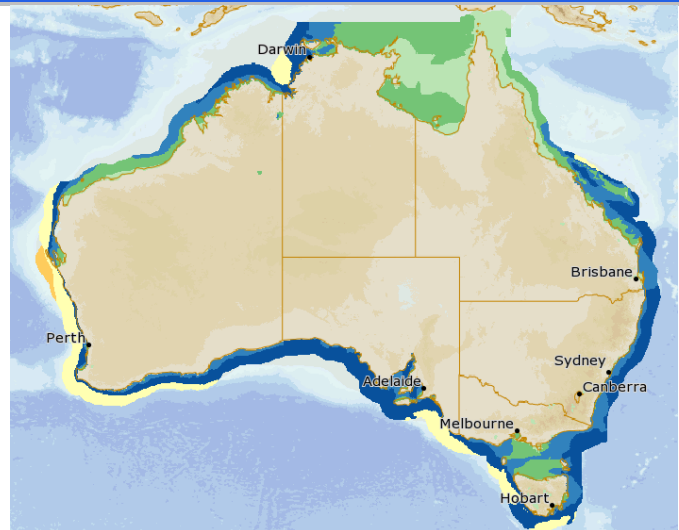 Darwin
Brisbane
Perth
Sydney
Adelaide
Canberra
Melbourne
Hobart